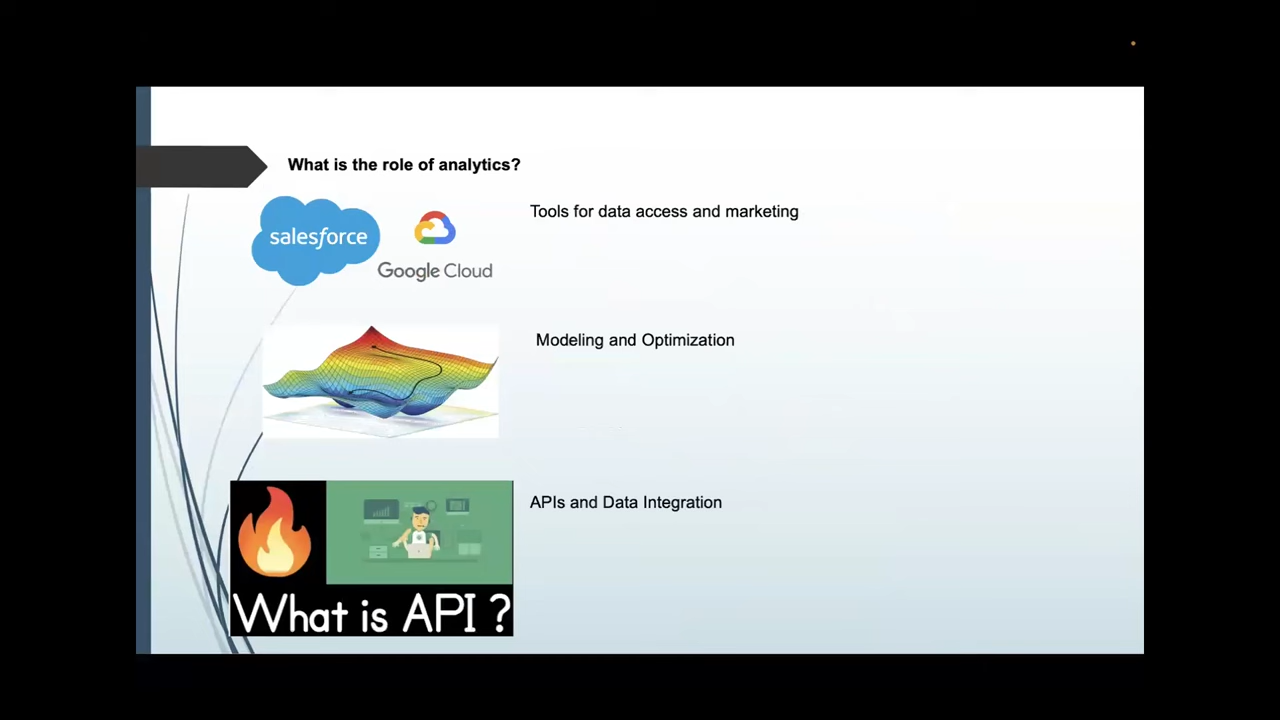 What is the role of analytics?
salesforce
Google Cloud
Tools for data access and marketing
Modeling and Optimization
APIs and Data Integration
What is API ?